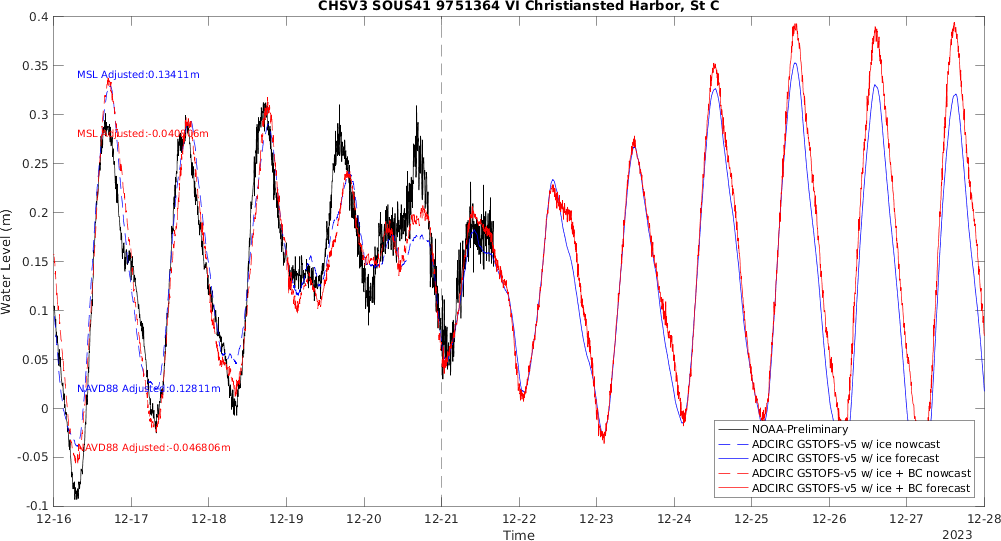 CHSV3 SOUS41 9751364 VI Christiansted Harbor, St C
0.4
0.35
0.3
0.25
0.2
0.15
0.1
0.05
0
-0.05
-0.1
Water Level (m)
MSL Adjusted:0.13411m
NAVD88 Adjusted:0.12811m
NAVD88 Adjusted:-0.046806m
NOAA-Preliminary
ADCIRC GSTOFS-v5 w/ ice nowcast
ADCIRC GSTOFS-v5 w/ ice forecast
ADCIRC GSTOFS-v5 w/ ice + BC nowcast
ADCIRC GSTOFS-v5 w/ ice + BC forecast
12-16 12-17 12-18 12-19 12-20 12-21 12-22 12-23 12-24 12-25 12-26 12-27 12-28
Time
2023